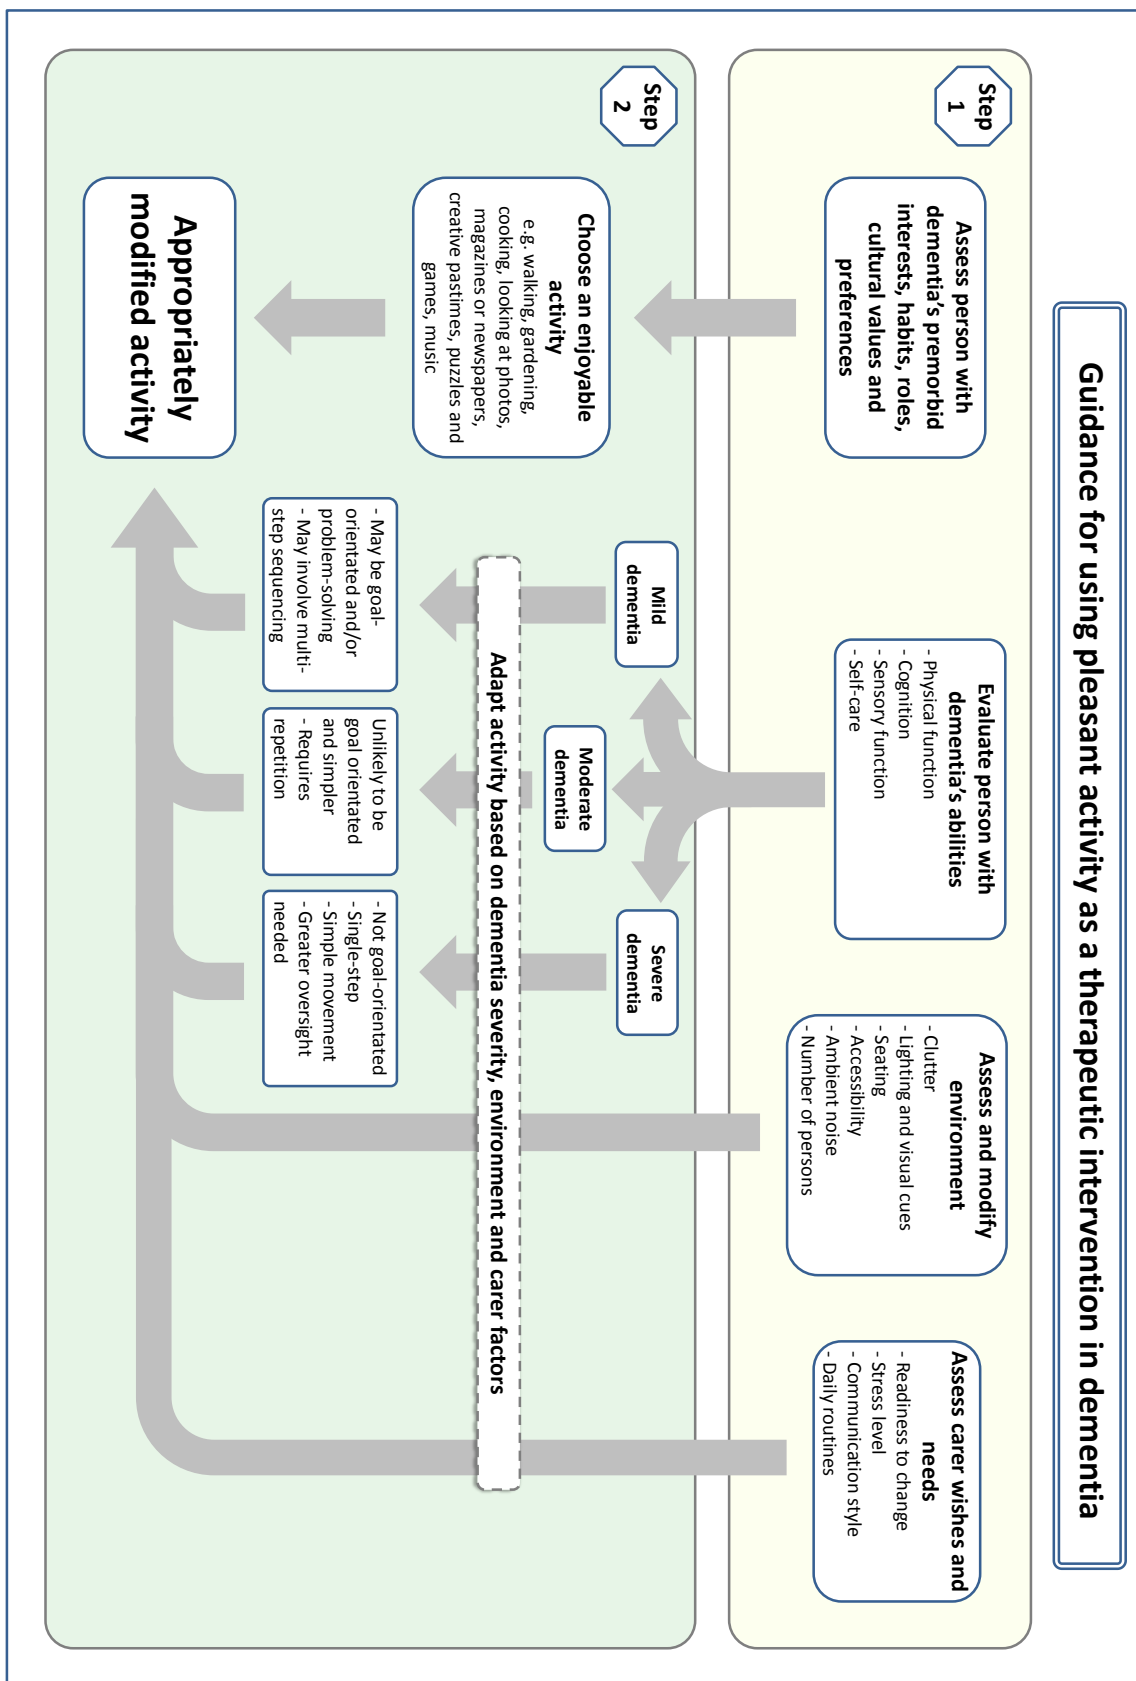 Guidance for using pleasant activity as a therapeutic intervention in dementia
Step
1
Assess person with
dementia’s premorbid
interests, habits, roles,
cultural values and
preferences
Evaluate person with
dementia’s abilities
- Physical function
- Cognition
- Sensory function
- Self-care
Assess and modify
environment
- Clutter
- Lighting and visual cues
- Seating
- Accessibility
- Ambient noise
- Number of persons
Assess carer wishes and
needs
- Readiness to change
- Stress level
- Communication style
- Daily routines
Step
2
Choose an enjoyable
activity
e.g. walking, gardening,
cooking, looking at photos,
magazines or newspapers,
creative pastimes, puzzles and
games, music
Mild
dementia
Moderate
dementia
Severe
dementia
Adapt activity based on dementia severity, environment and carer factors
- May be goal-
orientated and/or
problem-solving
- May involve multi-
step sequencing
Unlikely to be
goal orientated
and simpler
- Requires
repetition
- Not goal-orientated
- Single-step
- Simple movement
- Greater oversight
needed
Appropriately
modified activity